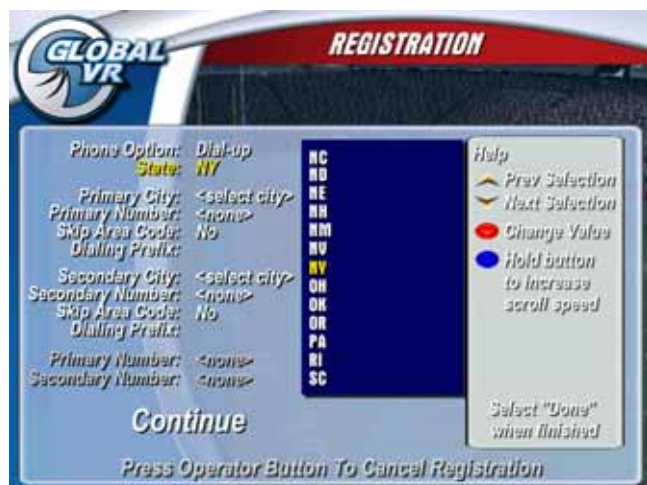 GLOBAL
VR
REGISTRATION
Phone Option: Dial-up
State: NY
Primary City: <select city>
Primary Number: <none>
Skip Area Code: No
Dialing Prefix:
Secondary City: <select city>
Secondary Number: <none>
Skip Area Code: No
Dialing Prefix:
Primary Number: <none>
Secondary Number: <none>
Continue
NC
ND
NE
NH
NM
NV
NY
OH
OK
OR
PA
RI
SC
Help
Prev Selection
Next Selection
Change Value
Hold button
to increase
scroll speed
Select "Done"
when finished
Press Operator Button To Cancel Registration